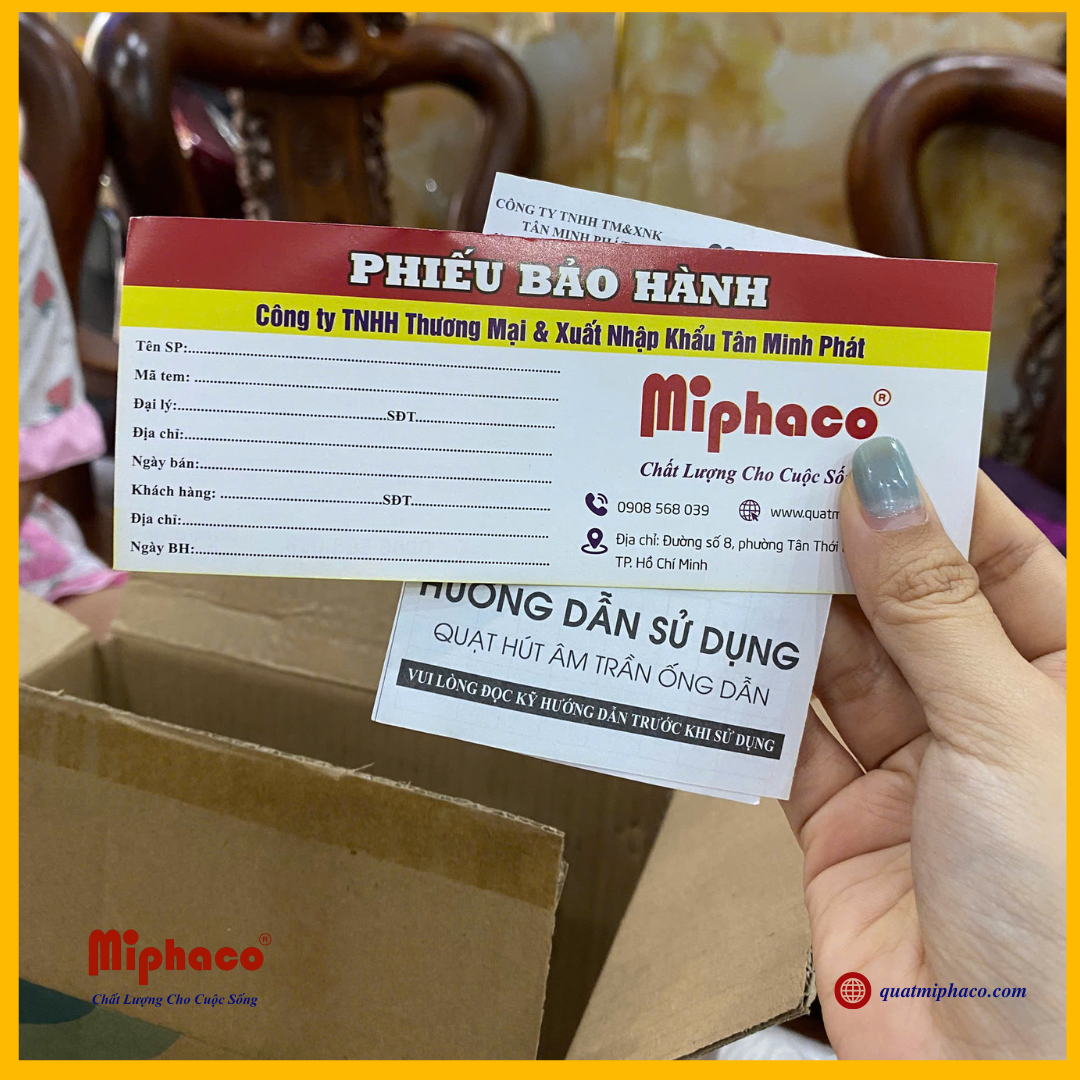 CÔNG TY TNHH TM&XNK
TÂN MINH PHÁT
PHIẾU BẢO HÀNH
Công ty TNHH Thương Mại & Xuất Nhập Khẩu Tân Minh Phát
Tên SP:
Mã tem:
Đại lý: SĐT
Địa chỉ:
Ngày bán:
Khách hàng: SĐT
Địa chỉ:
Ngày BH:
Miphaco ®
Chất Lượng Cho Cuộc
0908 568 039
Địa chỉ: Đường số 8, phường Tân Thới
TP. Hồ Chí Minh
HƯỚNG DẪN SỬ DỤNG
QUẠT HÚT ÂM TRẦN ỐNG DẪN
VUI LÒNG ĐỌC KỸ HƯỚNG DẪN TRƯỚC KHI SỬ DỤNG
Miphaco ®
Chất Lượng Cho Cuộc Sống
quatmiphaco.com